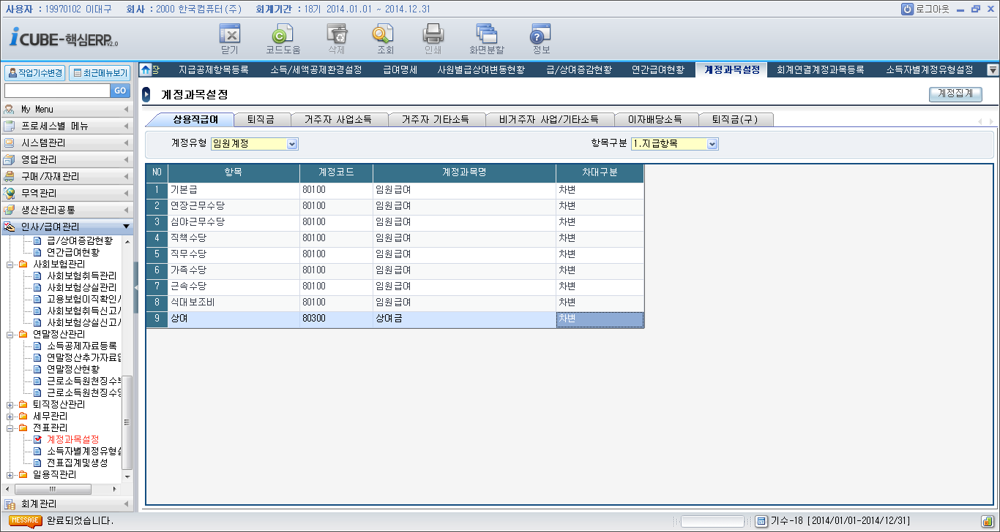 사용자 : 19970102 이대구 회사 : 2000 한국컴퓨터(주) 회계기간 : 18기 2014.01.01 ~ 2014.12.31 로그아웃
iCUBE-핵심ERP v2.0
닫기 코드도움 삭제 조회 인쇄 화면분할 정보
작업기수변경 최근메뉴보기
장 지급공제항목등록 소득/세액공제환경설정 급여명세 사원별급상여변동현황 급/상여증감현황 연간급여현황 계정과목설정 회계연결계정과목등록 소득자별계정유형설정
GO
계정과목설정 계정집계
My Menu
프로세스별 메뉴
시스템관리
영업관리
구매/자재관리
무역관리
생산관리공통
인사/급여관리
급/상여증감현황
연간급여현황
사회보험관리
사회보험취득관리
사회보험상실관리
고용보험이직확인
사회보험취득신고
사회보험상실신고
연말정산관리
소득공제자료등록
연말정산추가자료
연말정산현황
근로소득원천징수
근로소득원천징수
퇴직정산관리
세무관리
전표관리
계정과목설정
소득자별계정유형
전표집계및생성
일용직관리
회계관리
상용직급여 퇴직금 거주자 사업소득 거주자 기타소득 비거주자 사업/기타소득 이자배당소득 퇴직금(구)
계정유형 임원계정 항목구분 1.지급항목
NO 항목 계정코드 계정과목명 차대구분
1 기본급 80100 임원급여 차변
2 연장근무수당 80100 임원급여 차변
3 심야근무수당 80100 임원급여 차변
4 직책수당 80100 임원급여 차변
5 직무수당 80100 임원급여 차변
6 가족수당 80100 임원급여 차변
7 근속수당 80100 임원급여 차변
8 식대보조비 80100 임원급여 차변
9 상여 80300 상여금 차변
MESSAGE 완료되었습니다. 기수-18 [2014/01/01-2014/12/31]